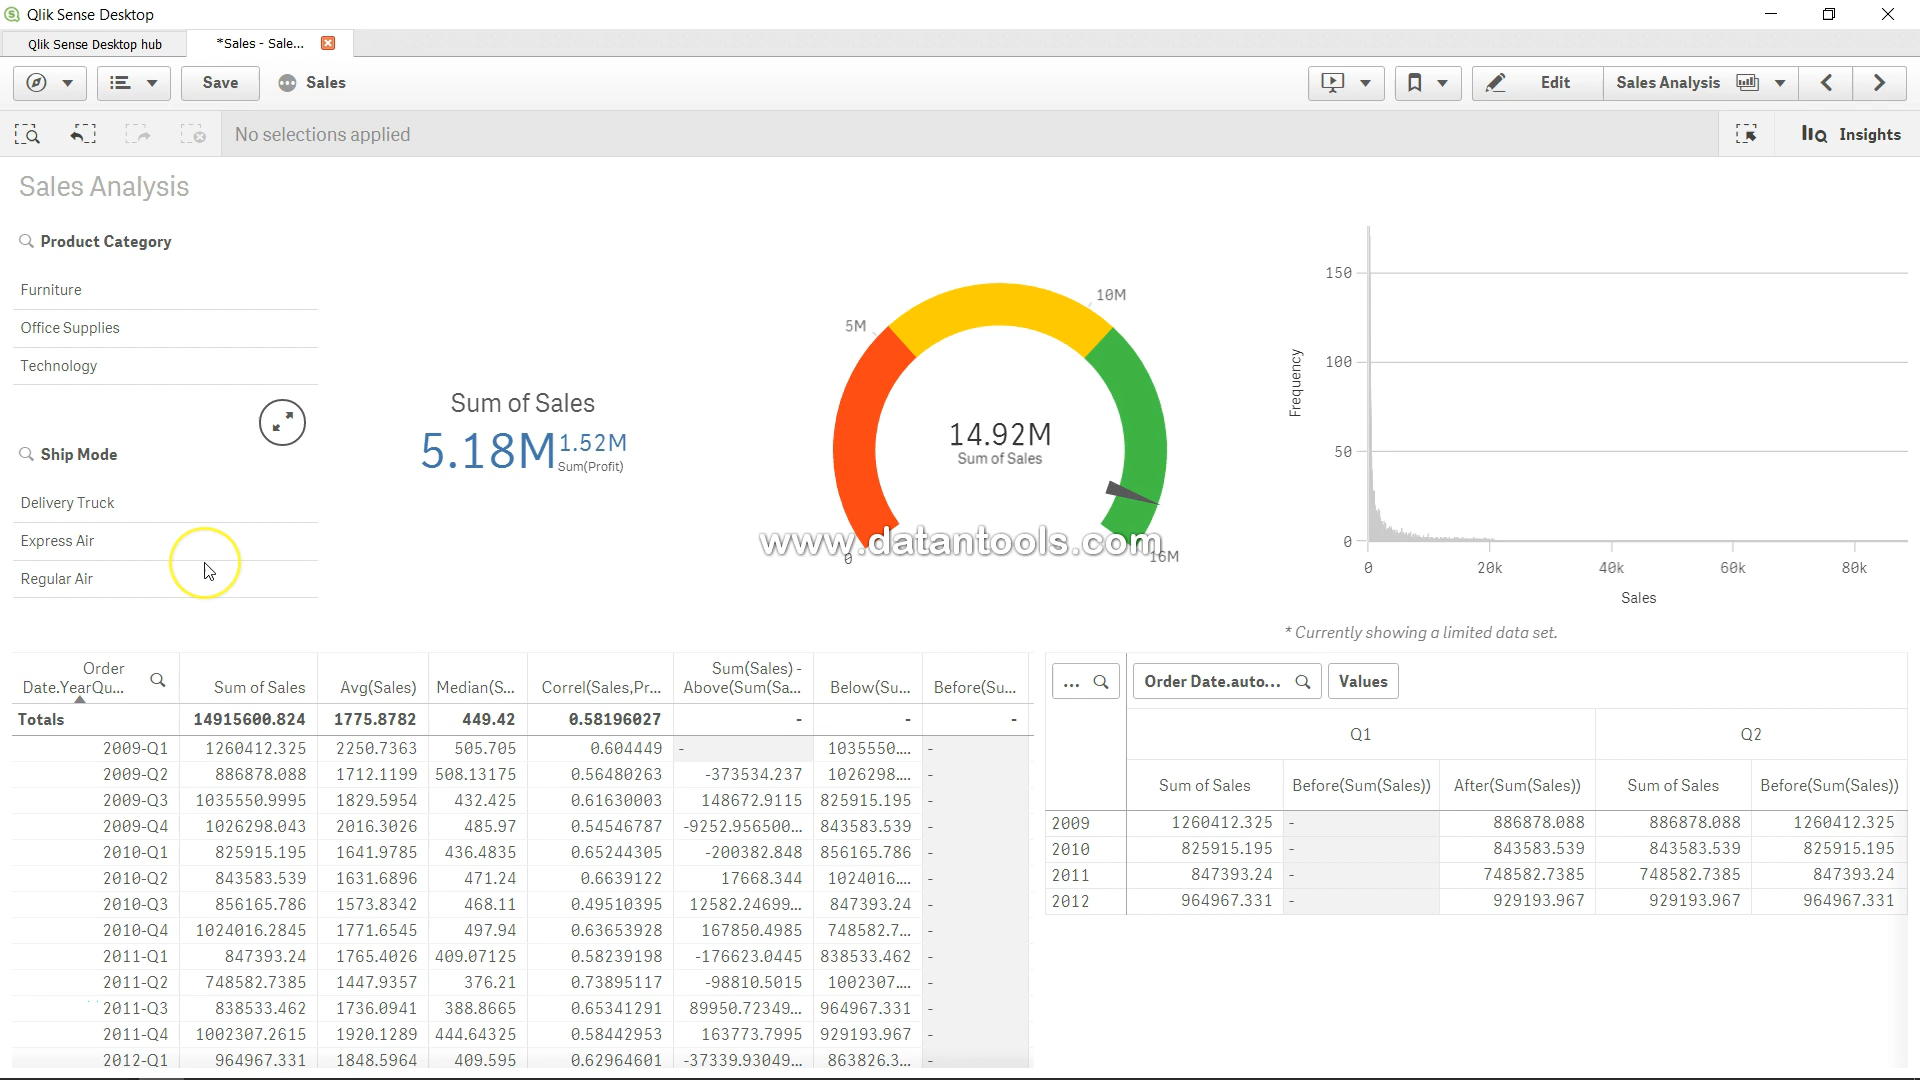 Qlik Sense Desktop
Qlik Sense Desktop hub
*Sales - Sale...
Save
Sales
Edit
Sales Analysis
No selections applied
Insights
Sales Analysis
Product Category
Furniture
Office Supplies
Technology
Ship Mode
Delivery Truck
Express Air
Regular Air
Sum of Sales
5.18M 1.52M
Sum(Profit)
5M
10M
14.92M
Sum of Sales
0
16M
www.datantools.com
Frequency
150
100
50
0
0 20k 40k 60k 80k
Sales
* Currently showing a limited data set.
Order Date.YearQu... Sum of Sales Avg(Sales) Median(S... Correl(Sales,Pr... Sum(Sales) - Above(Sum(Sa... Below(Su... Before(Su...
Totals 14915600.824 1775.8782 449.42 0.58196027 - - -
2009-Q1 1260412.325 2250.7363 505.705 0.604449 - 1035550.... -
2009-Q2 886878.088 1712.1199 508.13175 0.56480263 -373534.237 1026298.... -
2009-Q3 1035550.9995 1829.5954 432.425 0.61630003 148672.9115 825915.195 -
2009-Q4 1026298.043 2016.3026 485.97 0.54546787 -9252.956500... 843583.539 -
2010-Q1 825915.195 1641.9785 436.4835 0.65244305 -200382.848 856165.786 -
2010-Q2 843583.539 1631.6896 471.24 0.6639122 17668.344 1024016.... -
2010-Q3 856165.786 1573.8342 468.11 0.49510395 12582.24699... 847393.24 -
2010-Q4 1024016.2845 1771.6545 497.94 0.63653928 167850.4985 748582.7... -
2011-Q1 847393.24 1765.4026 409.07125 0.58239198 -176623.0445 838533.462 -
2011-Q2 748582.7385 1447.9357 376.21 0.73895117 -98810.5015 1002307.... -
2011-Q3 838533.462 1736.0941 388.8665 0.65341291 89950.72349... 964967.331 -
2011-Q4 1002307.2615 1920.1289 444.64325 0.58442953 163773.7995 929193.967 -
2012-Q1 964967.331 1848.5964 409.595 0.62964601 -37339.93049... 863826.3... -
... Order Date.auto... Values
Q1 Q2
Sum of Sales Before(Sum(Sales)) After(Sum(Sales)) Sum of Sales Before(Sum(Sales))
2009 1260412.325 - 886878.088 886878.088 1260412.325
2010 825915.195 - 843583.539 843583.539 825915.195
2011 847393.24 - 748582.7385 748582.7385 847393.24
2012 964967.331 - 929193.967 929193.967 964967.331